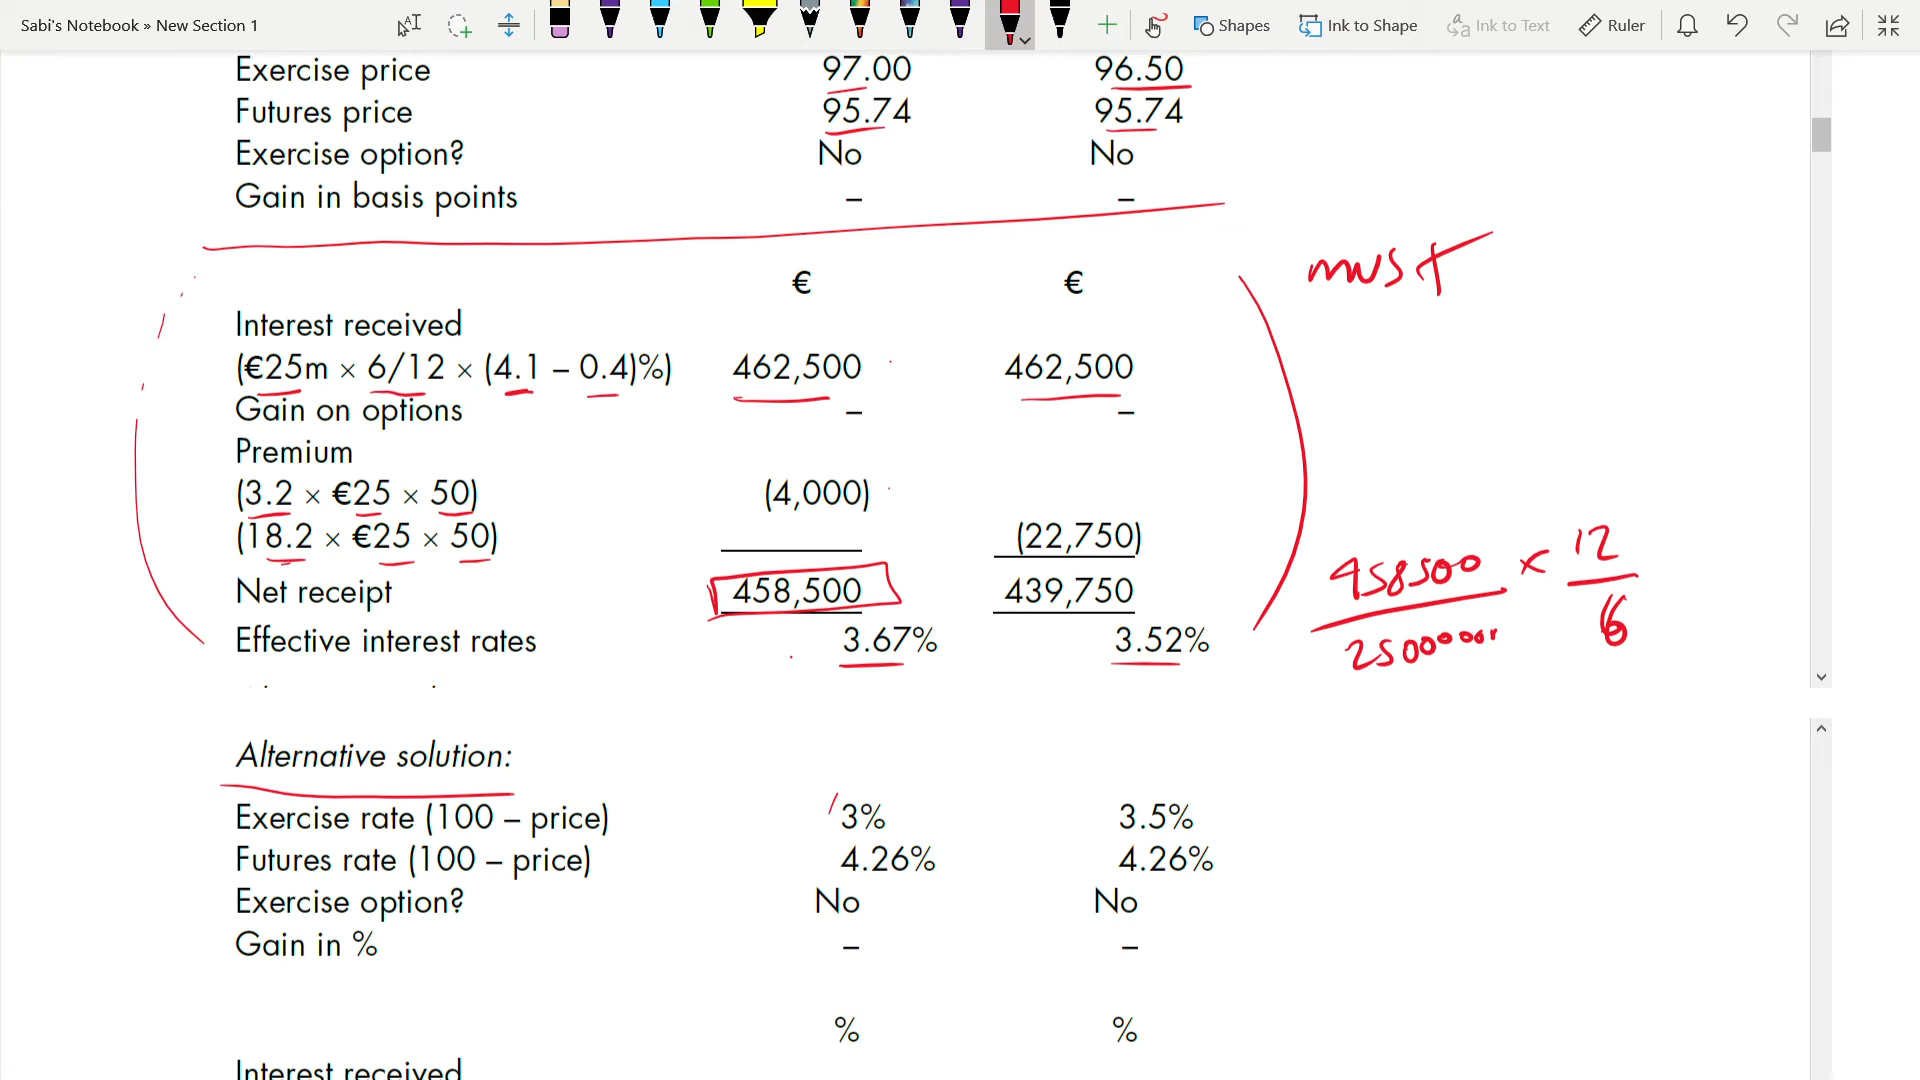 Sabi's Notebook » New Section 1
Shapes
Ink to Shape
Ink to Text
Ruler
Exercise price 97.00 96.50
Futures price 95.74 95.74
Exercise option? No No
Gain in basis points – –
must
€ €
Interest received
(€25m × 6/12 × (4.1 – 0.4)%) 462,500 462,500
Gain on options – –
Premium
(3.2 × €25 × 50) (4,000)
(18.2 × €25 × 50) (22,750)
Net receipt 458,500 439,750
Effective interest rates 3.67% 3.52%
458500 × 12
25000000 6
Alternative solution:
Exercise rate (100 – price) 3% 3.5%
Futures rate (100 – price) 4.26% 4.26%
Exercise option? No No
Gain in % – –
% %
Interest received